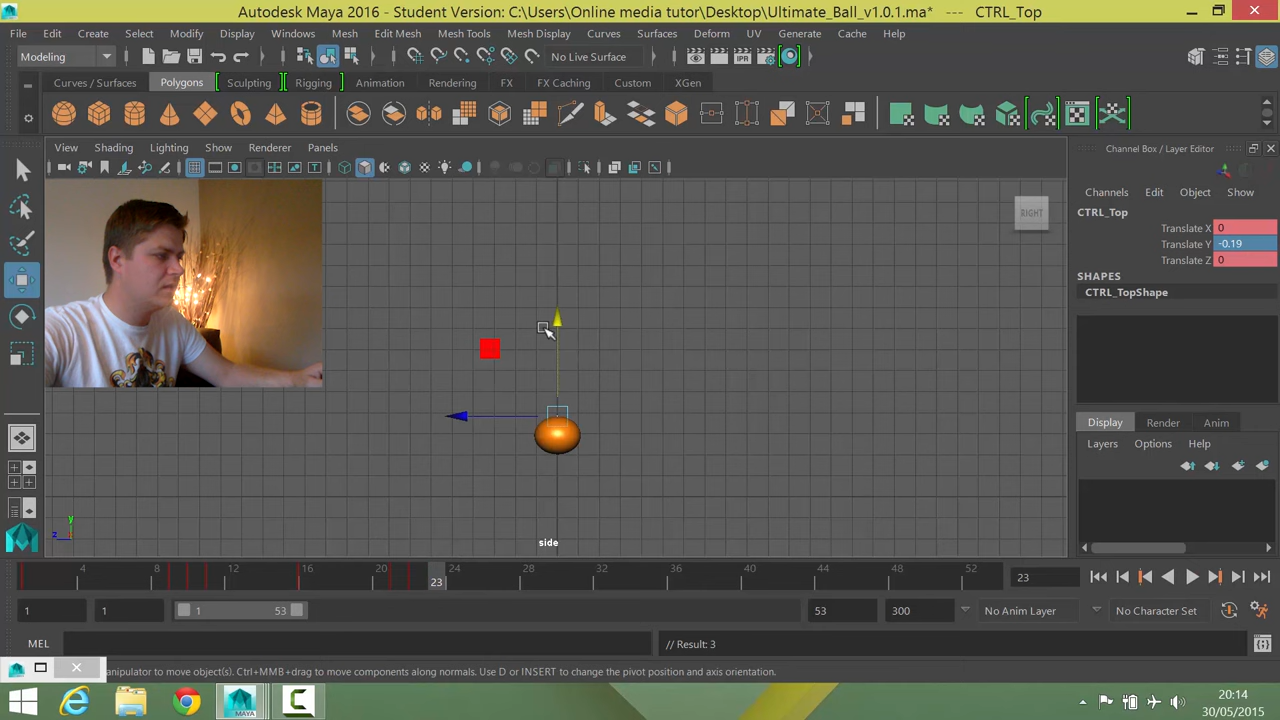 Autodesk Maya 2016 - Student Version: C:\Users\Online media tutor\Desktop\Ultimate_Ball_v1.0.1.ma* --- CTRL_Top
File Edit Create Select Modify Display Windows Mesh Edit Mesh Mesh Tools Mesh Display Curves Surfaces Deform UV Generate Cache Help
Modeling No Live Surface
Curves / Surfaces Polygons Sculpting Rigging Animation Rendering FX FX Caching Custom XGen
View Shading Lighting Show Renderer Panels
Channel Box / Layer Editor
Channels Edit Object Show
CTRL_Top
Translate X 0
Translate Y -0.19
Translate Z 0
SHAPES
CTRL_TopShape
RIGHT
Display Render Anim
Layers Options Help
y
z
side
4 8 12 16 20 24 28 32 36 40 44 48 52
23
23
1 1 1 53 53 300 No Anim Layer No Character Set
MEL // Result: 3
manipulator to move object(s). Ctrl+MMB+drag to move components along normals. Use D or INSERT to change the pivot position and axis orientation.
IPR
MAYA
20:14
30/05/2015